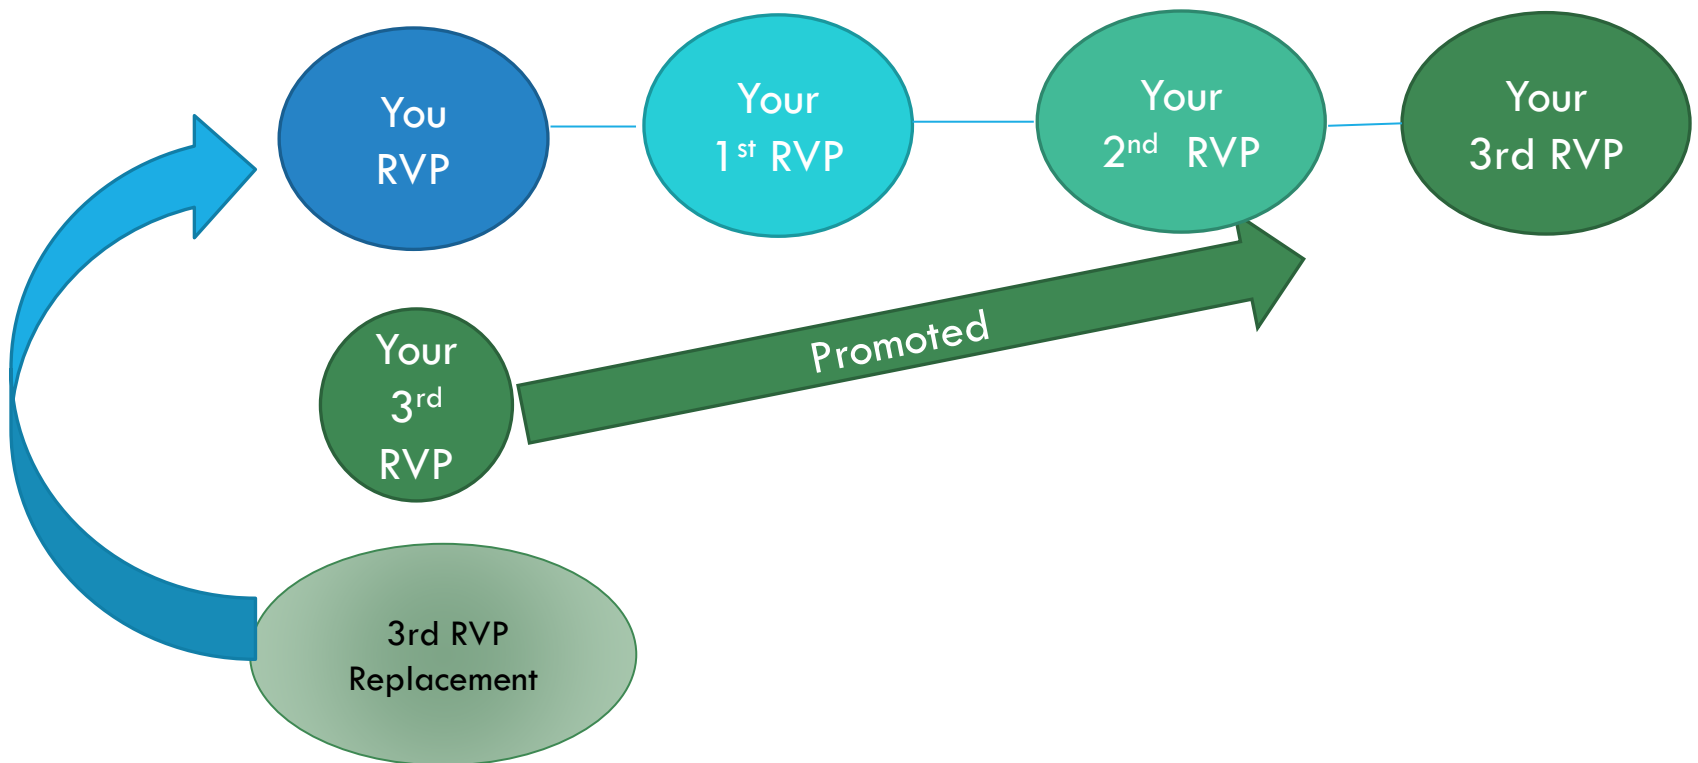 You
RVP
Your
1st RVP
Your
2nd RVP
Your
3rd RVP
Your
3rd
RVP
Promoted
3rd RVP
Replacement